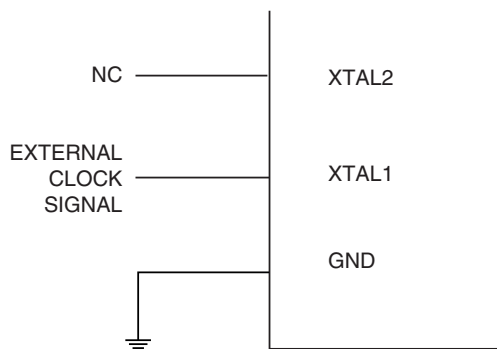 NC
XTAL2
EXTERNAL
CLOCK
SIGNAL
XTAL1
GND